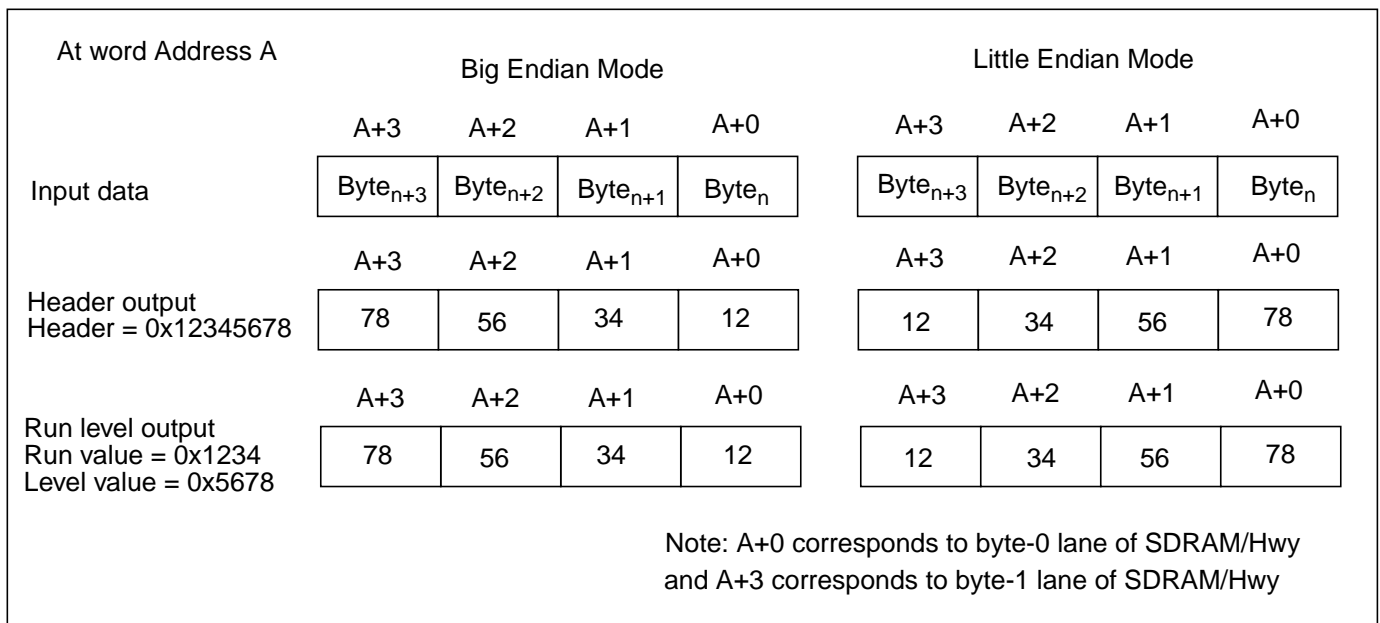 At word Address A
Big Endian Mode Little Endian Mode
A+3 A+2 A+1 A+0 A+3 A+2 A+1 A+0
Input data Byten+3 Byten+2 Byten+1 Byten Byten+3 Byten+2 Byten+1 Byten
A+3 A+2 A+1 A+0 A+3 A+2 A+1 A+0
Header output
Header = 0x12345678 78 56 34 12 12 34 56 78
A+3 A+2 A+1 A+0 A+3 A+2 A+1 A+0
Run level output
Run value = 0x1234 78 56 34 12 12 34 56 78
Level value = 0x5678
Note: A+0 corresponds to byte-0 lane of SDRAM/Hwy
and A+3 corresponds to byte-1 lane of SDRAM/Hwy